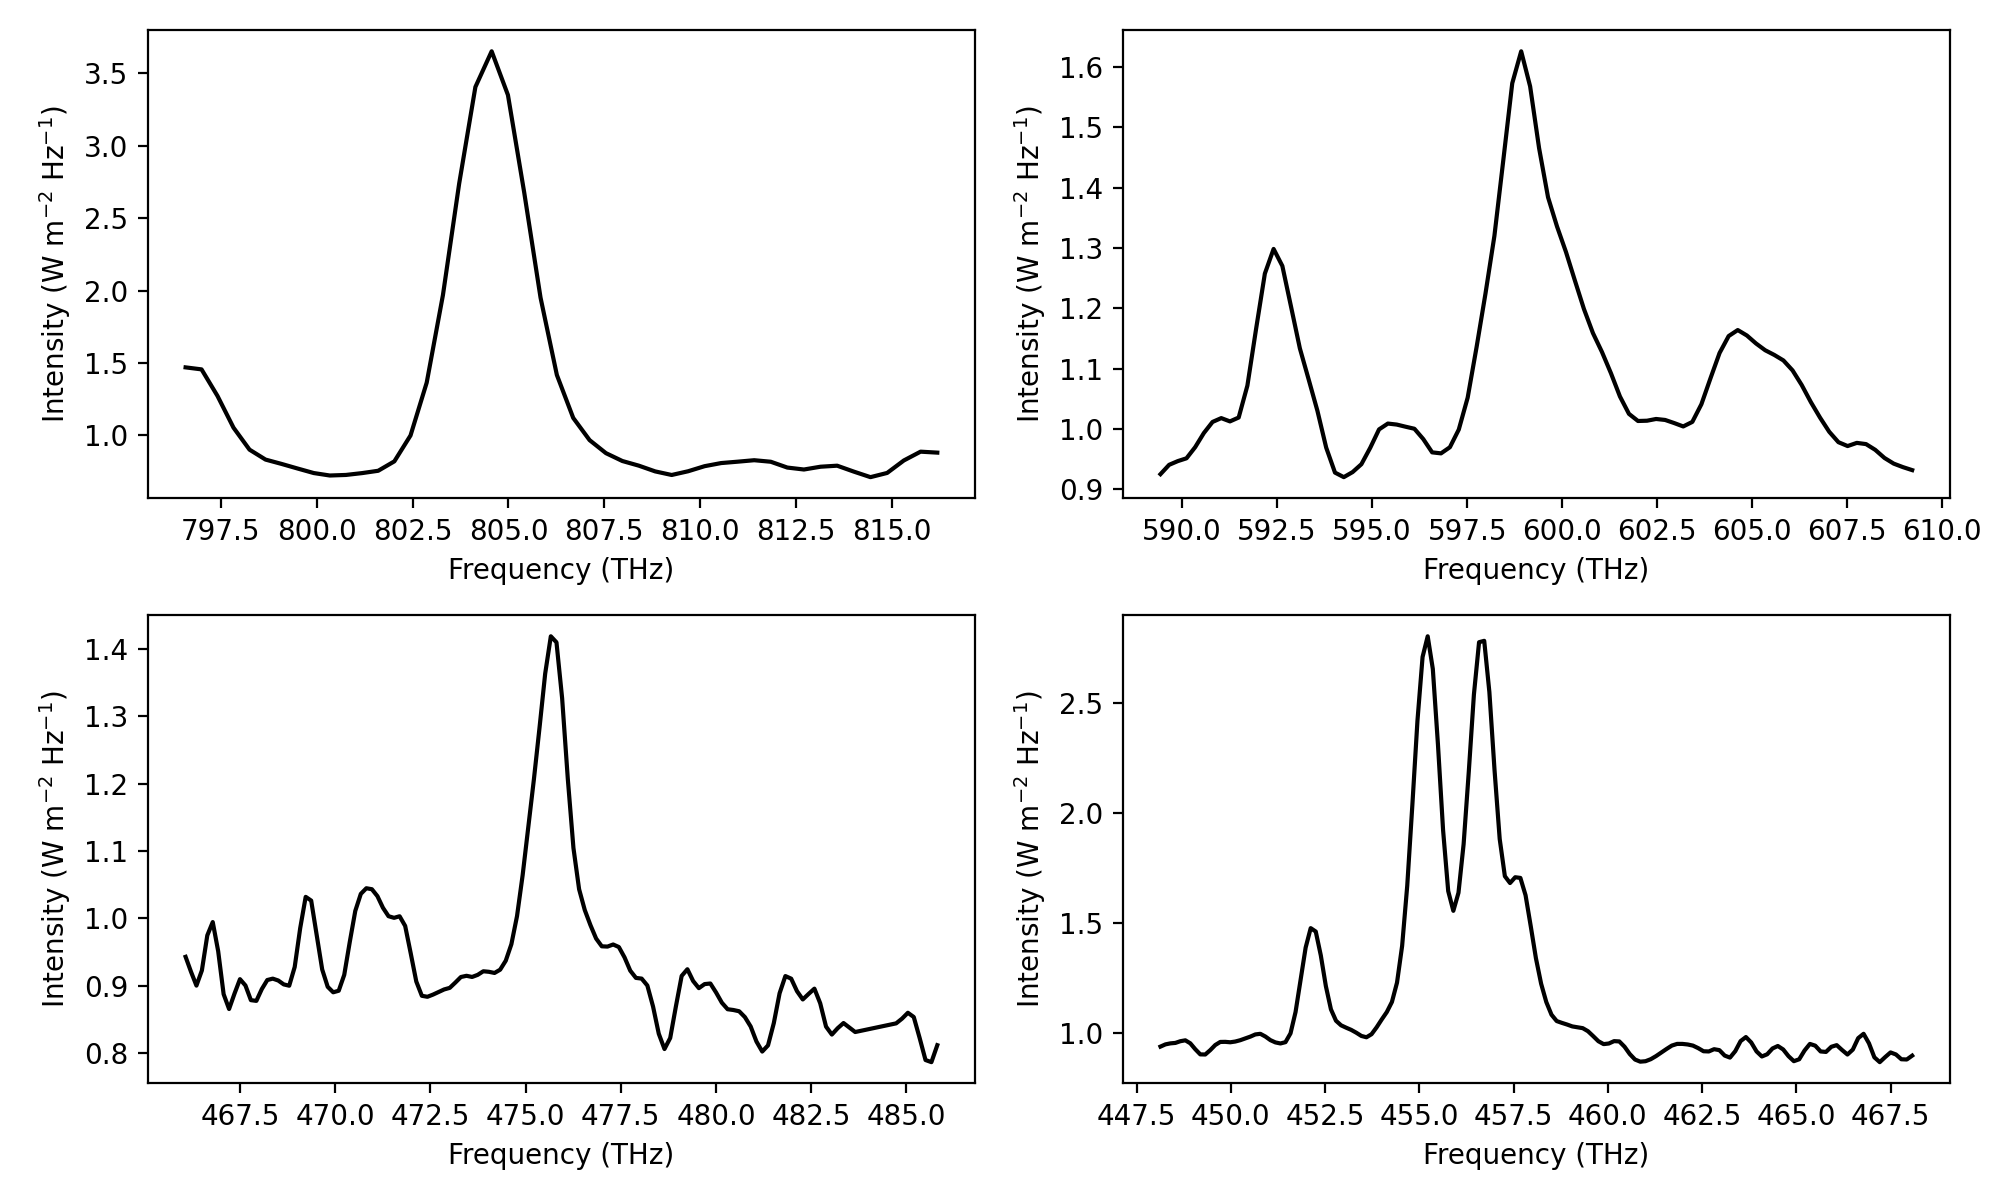 3.5
3.0
2.5
2.0
1.5
1.0
Intensity (W m⁻² Hz⁻¹)
797.5 800.0 802.5 805.0 807.5 810.0 812.5 815.0
Frequency (THz)
1.6
1.5
1.4
1.3
1.2
1.1
1.0
0.9
Intensity (W m⁻² Hz⁻¹)
590.0 592.5 595.0 597.5 600.0 602.5 605.0 607.5 610.0
Frequency (THz)
1.4
1.3
1.2
1.1
1.0
0.9
0.8
Intensity (W m⁻² Hz⁻¹)
467.5 470.0 472.5 475.0 477.5 480.0 482.5 485.0
Frequency (THz)
2.5
2.0
1.5
1.0
Intensity (W m⁻² Hz⁻¹)
447.5 450.0 452.5 455.0 457.5 460.0 462.5 465.0 467.5
Frequency (THz)